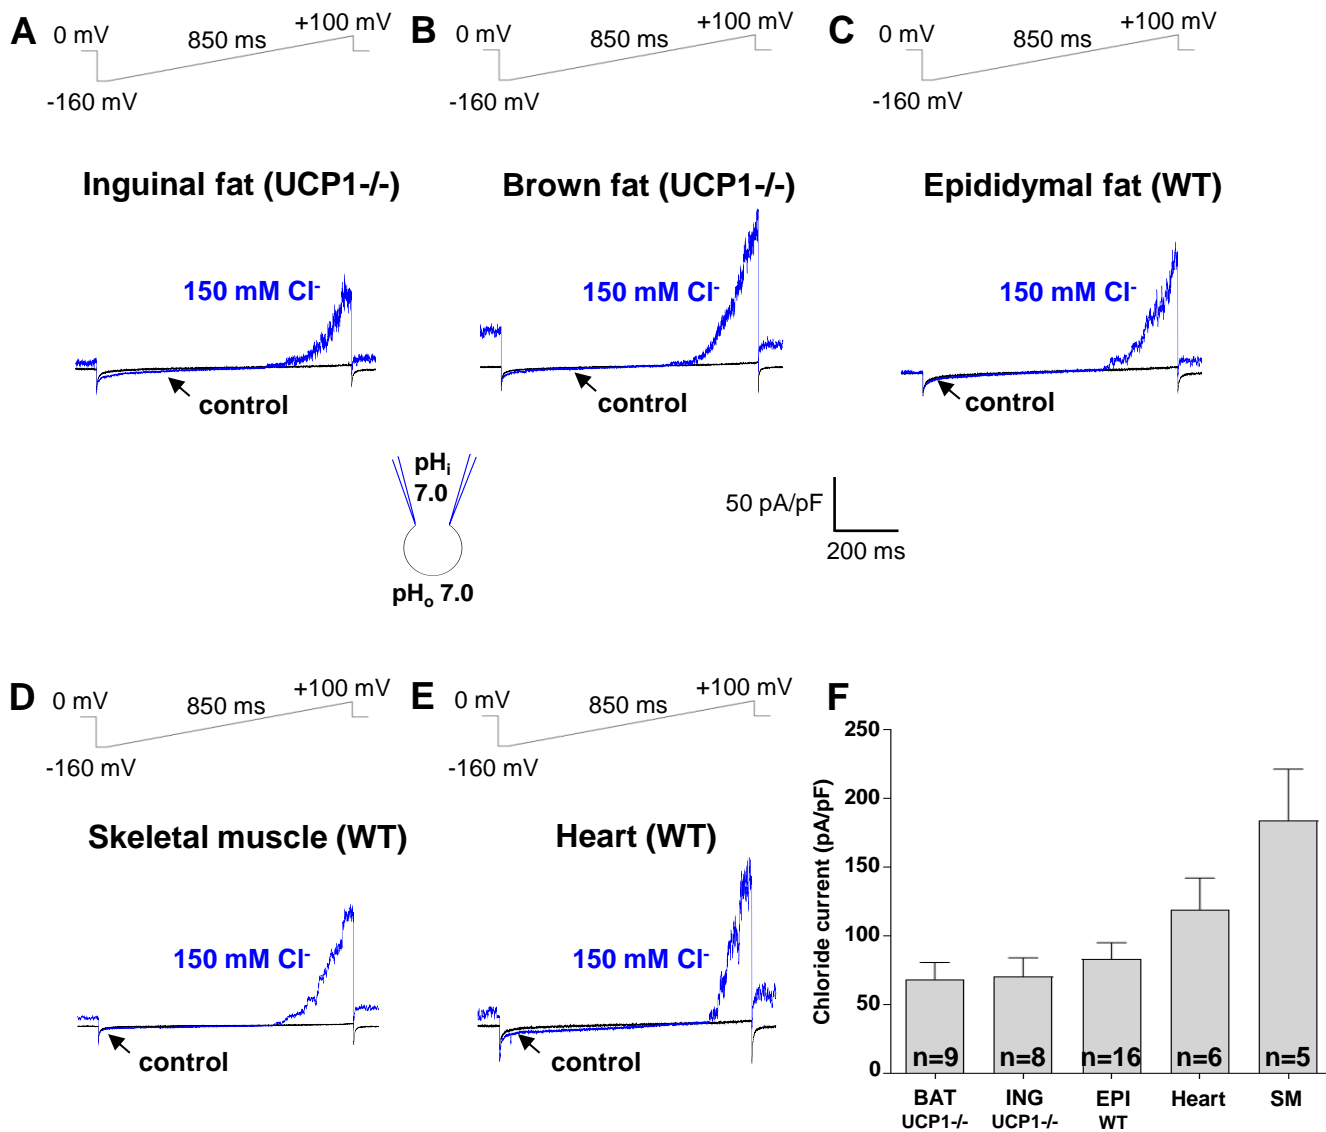 A
0 mV
850 ms
+100 mV
-160 mV
Inguinal fat (UCP1-/-)
150 mM Cl-
control
B
0 mV
850 ms
+100 mV
-160 mV
Brown fat (UCP1-/-)
150 mM Cl-
control
C
0 mV
850 ms
+100 mV
-160 mV
Epididymal fat (WT)
150 mM Cl-
control
pHi
7.0
pHo 7.0
50 pA/pF
200 ms
D
0 mV
850 ms
+100 mV
-160 mV
Skeletal muscle (WT)
150 mM Cl-
control
E
0 mV
850 ms
+100 mV
-160 mV
Heart (WT)
150 mM Cl-
control
F
Chloride current (pA/pF)
250
200
150
100
50
0
n=9
n=8
n=16
n=6
n=5
BAT
UCP1-/-
ING
UCP1-/-
EPI
WT
Heart
SM